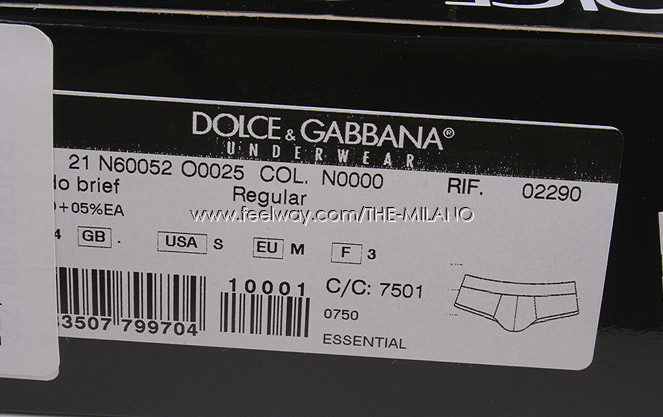 DOLCE & GABBANA®
UNDERWEAR
21 N60052 O0025 COL. N0000 RIF. 02290
brief Regular
+05%EA
www.feelway.com/THE-MILANO
4 GB . USA S EU M F 3
10001 C/C: 7501
3507 799704 0750
ESSENTIAL